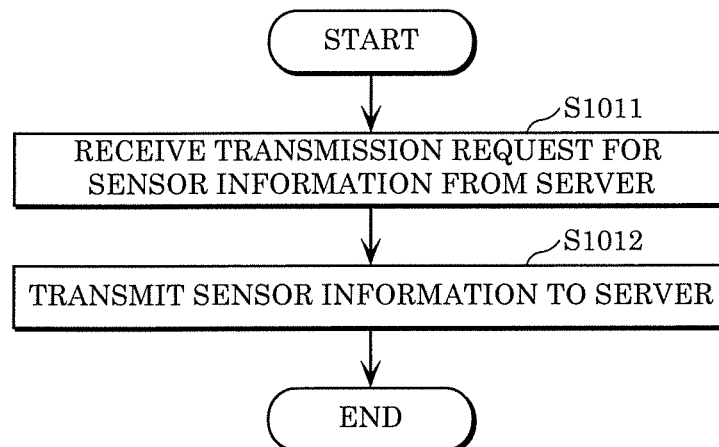 START
S1011
RECEIVE TRANSMISSION REQUEST FOR
SENSOR INFORMATION FROM SERVER
S1012
TRANSMIT SENSOR INFORMATION TO SERVER
END